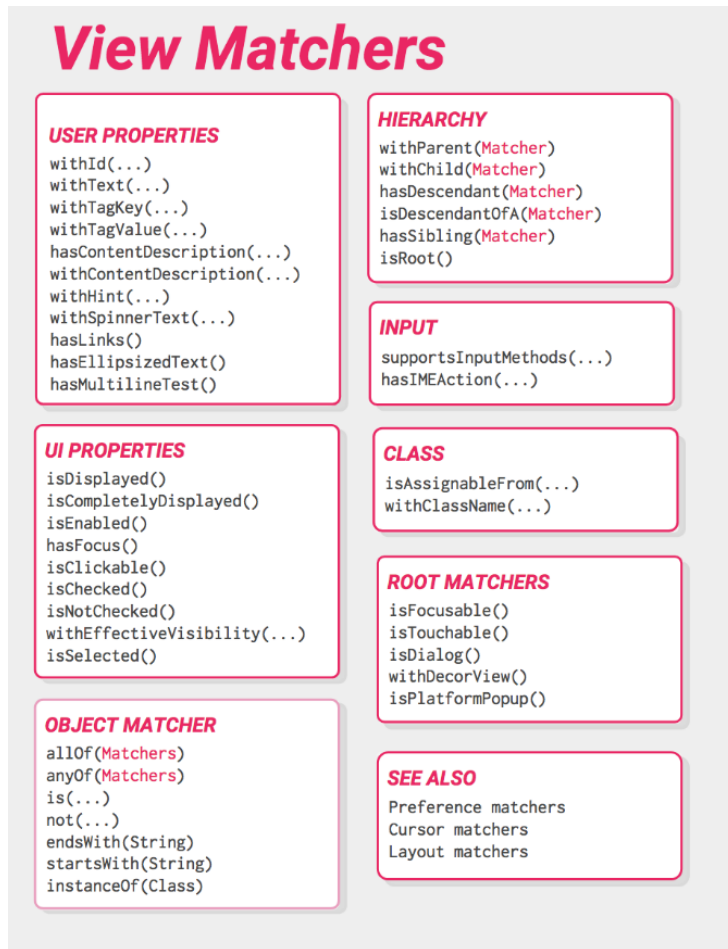 View Matchers
USER PROPERTIES
withId(...)
withText(...)
withTagKey(...)
withTagValue(...)
hasContentDescription(...)
withContentDescription(...)
withHint(...)
withSpinnerText(...)
hasLinks()
hasEllipsizedText()
hasMultilineTest()
UI PROPERTIES
isDisplayed()
isCompletelyDisplayed()
isEnabled()
hasFocus()
isClickable()
isChecked()
isNotChecked()
withEffectiveVisibility(...)
isSelected()
OBJECT MATCHER
allOf(Matchers)
anyOf(Matchers)
is(...)
not(...)
endsWith(String)
startsWith(String)
instanceOf(Class)
HIERARCHY
withParent(Matcher)
withChild(Matcher)
hasDescendant(Matcher)
isDescendantOfA(Matcher)
hasSibling(Matcher)
isRoot()
INPUT
supportsInputMethods(...)
hasIMEAction(...)
CLASS
isAssignableFrom(...)
withClassName(...)
ROOT MATCHERS
isFocusable()
isTouchable()
isDialog()
withDecorView()
isPlatformPopup()
SEE ALSO
Preference matchers
Cursor matchers
Layout matchers